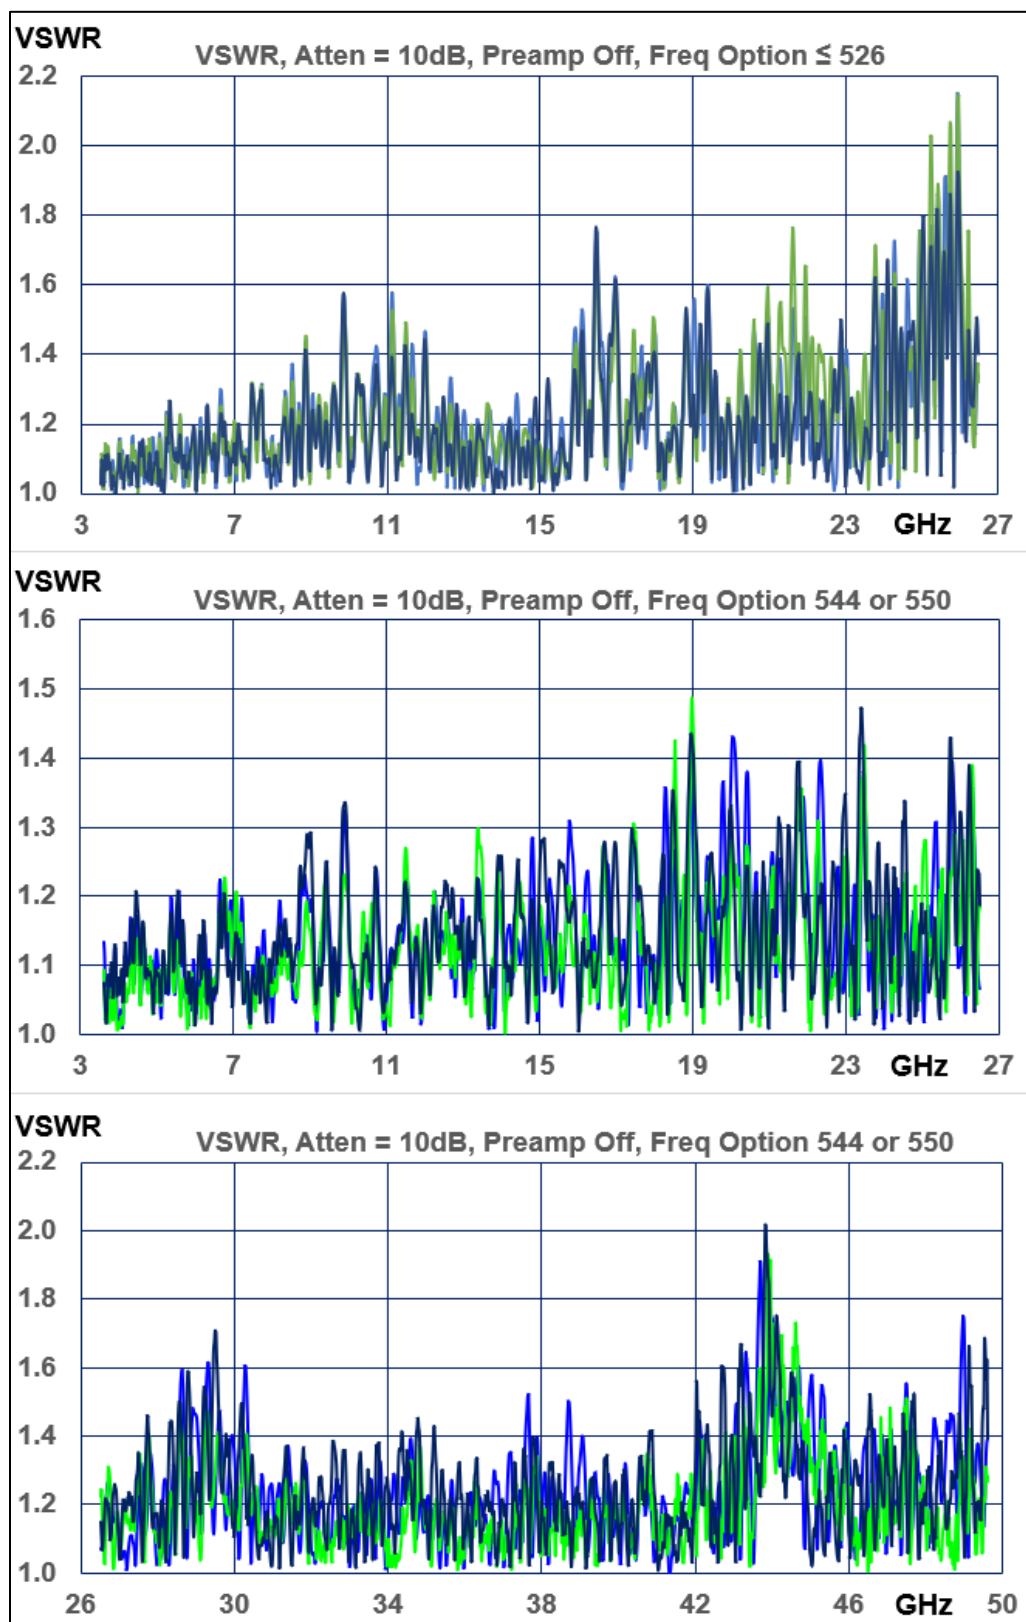 VSWR
VSWR, Atten = 10dB, Preamp Off, Freq Option ≤ 526
2.2
2.0
1.8
1.6
1.4
1.2
1.0
3 7 11 15 19 23 GHz 27
VSWR
VSWR, Atten = 10dB, Preamp Off, Freq Option 544 or 550
1.6
1.5
1.4
1.3
1.2
1.1
1.0
3 7 11 15 19 23 GHz 27
VSWR
VSWR, Atten = 10dB, Preamp Off, Freq Option 544 or 550
2.2
2.0
1.8
1.6
1.4
1.2
1.0
26 30 34 38 42 46 GHz 50